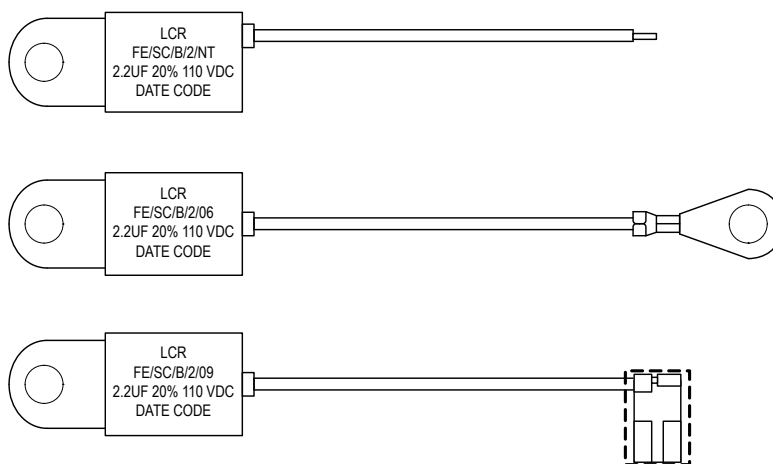 LCR
FE/SC/B/2/NT
2.2UF 20% 110 VDC
DATE CODE
LCR
FE/SC/B/2/06
2.2UF 20% 110 VDC
DATE CODE
LCR
FE/SC/B/2/09
2.2UF 20% 110 VDC
DATE CODE